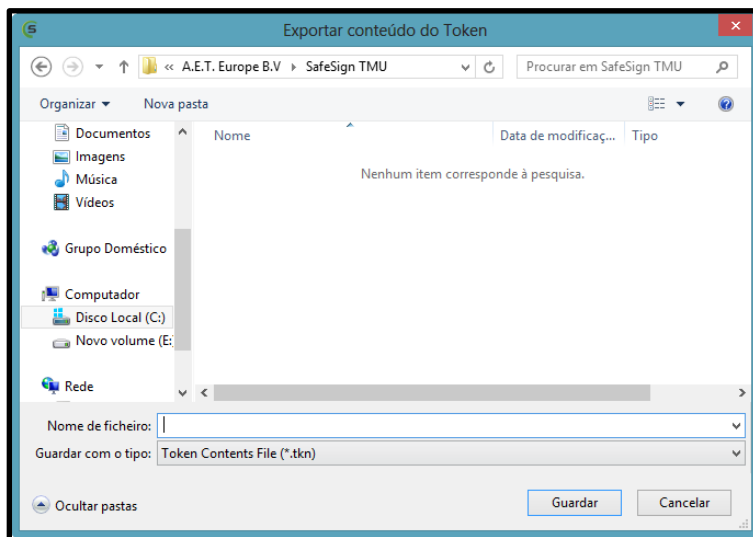 Exportar conteúdo do Token
« A.E.T. Europe B.V SafeSign TMU
Procurar em SafeSign TMU
Organizar Nova pasta
Nome Data de modificaç... Tipo
Nenhum item corresponde à pesquisa.
Documentos
Imagens
Música
Vídeos
Grupo Doméstico
Computador
Disco Local (C:)
Novo volume (E:
Rede
Nome de ficheiro:
Guardar com o tipo: Token Contents File (*.tkn)
Ocultar pastas Guardar Cancelar